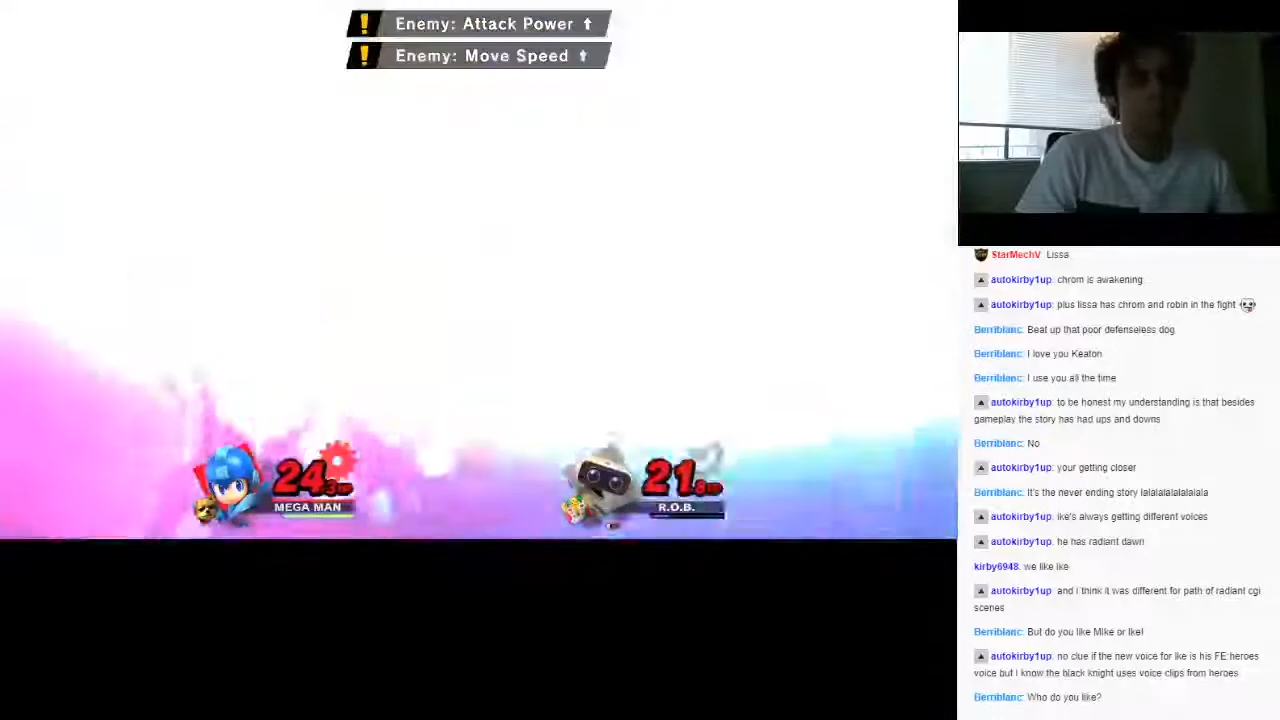 Enemy: Attack Power ↑
Enemy: Move Speed ↑
24.3HP
MEGA MAN
21.8HP
R.O.B.
StarMechV Lissa
autokirby1up: chrom is awakening
autokirby1up: plus lissa has chrom and robin in the fight
Berriblanc: Beat up that poor defenseless dog
Berriblanc: I love you Keaton
Berriblanc: I use you all the time
autokirby1up: to be honest my understanding is that besides
gameplay the story has had ups and downs
Berriblanc: No
autokirby1up: your getting closer
Berriblanc: It's the never ending story lalalalalalalala
autokirby1up: ike's always getting different voices
autokirby1up: he has radiant dawn
kirby6948: we like ike
autokirby1up: and i think it was different for path of radiant cgi
scenes
Berriblanc: But do you like Mike or Ike!
autokirby1up: no clue if the new voice for ike is his FE:heroes
voice but I know the black knight uses voice clips from heroes
Berriblanc: Who do you like?